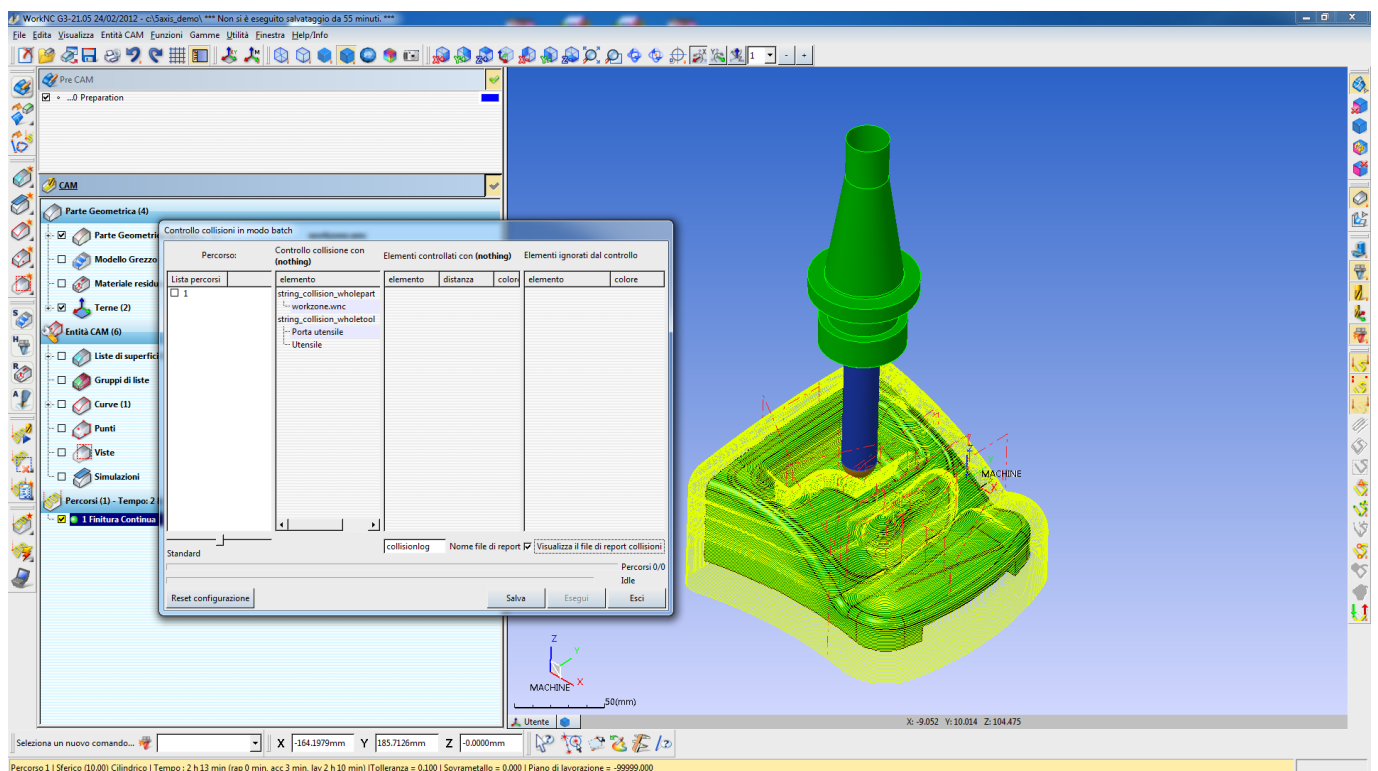 WorkNC G3-21.05 24/02/2012 - c:\5axis_demo\ *** Non si è eseguito salvataggio da 55 minuti. ***
File Edita Visualizza Entità CAM Funzioni Gamme Utilità Finestra Help/Info
1
Pre CAM
...0 Preparation
CAM
Parte Geometrica (4)
Parte Geometri
Modello Grezzo
Materiale residu
Terne (2)
Entità CAM (6)
Liste di superfici
Gruppi di liste
Curve (1)
Punti
Viste
Simulazioni
Percorsi (1) - Tempo: 2
1 Finitura Continua
Controllo collisioni in modo batch
Percorso:
Controllo collisione con (nothing)
Elementi controllati con (nothing)
Elementi ignorati dal controllo
Lista percorsi
elemento
elemento distanza colore
elemento colore
1
string_collision_wholepart
workzone.wnc
string_collision_wholetool
Porta utensile
Utensile
Standard
collisionlog Nome file di report Visualizza il file di report collisioni
Percorsi 0/0
Idle
Reset configurazione Salva Esegui Esci
Z
MACHINE
X
Z
Y
X
MACHINE
50(mm)
Utente
X: -9.052 Y: 10.014 Z: 104.475
Seleziona un nuovo comando... X -164.1979mm Y 185.7126mm Z -0.0000mm
Percorso 1 | Sferico (10.00) Cilindrico | Tempo : 2 h 13 min (rap 0 min, acc 3 min, lav 2 h 10 min) |Tolleranza = 0.100 | Sovrametallo = 0.000 | Piano di lavorazione = -99999.000